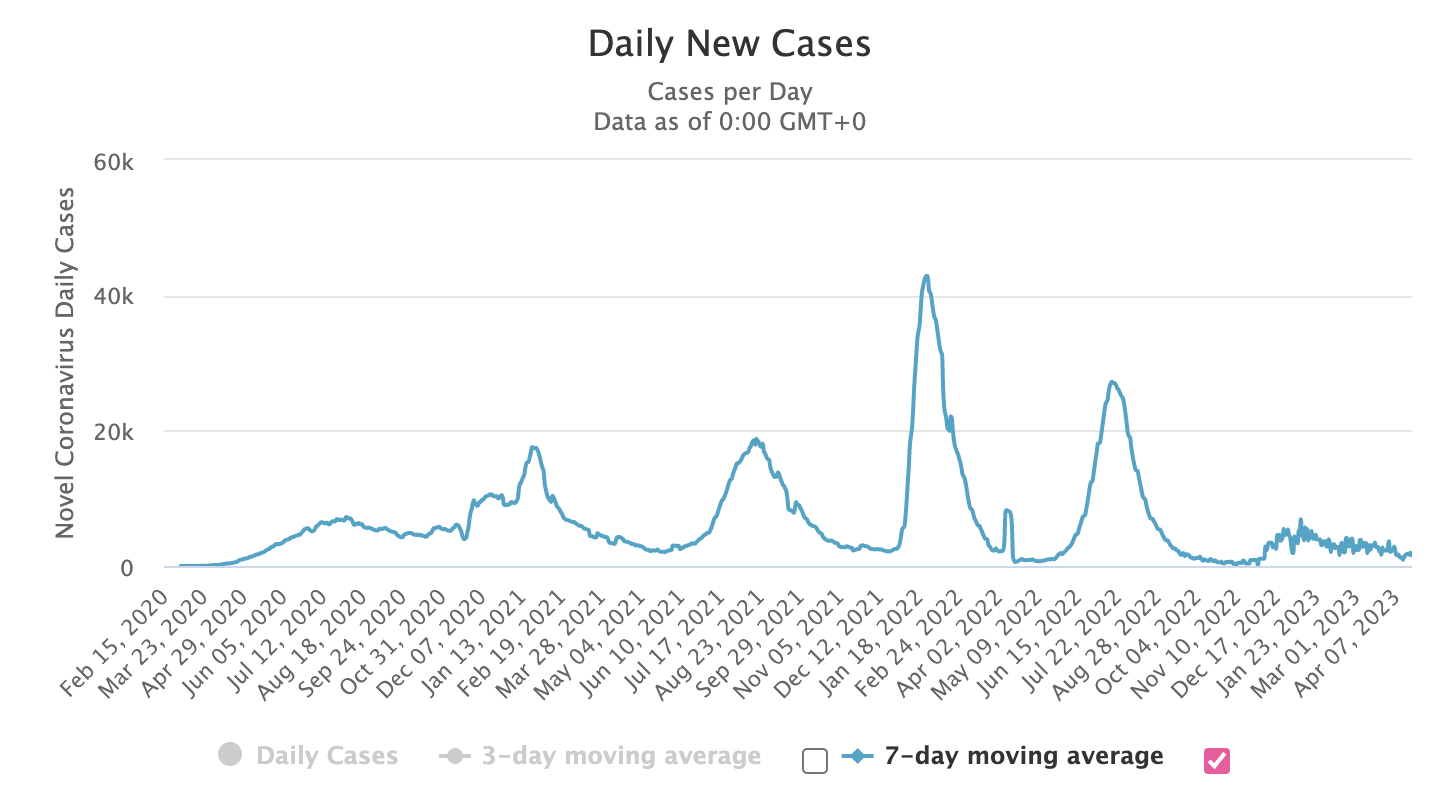 Daily New Cases
Cases per Day
Data as of 0:00 GMT+0
Novel Coronavirus Daily Cases
60k
40k
20k
0
Feb 15, 2020
Mar 23, 2020
Apr 29, 2020
Jun 05, 2020
Jul 12, 2020
Aug 18, 2020
Sep 24, 2020
Oct 31, 2020
Dec 07, 2020
Jan 13, 2021
Feb 19, 2021
Mar 28, 2021
May 04, 2021
Jun 10, 2021
Jul 17, 2021
Aug 23, 2021
Sep 29, 2021
Nov 05, 2021
Dec 12, 2021
Jan 18, 2022
Feb 24, 2022
Apr 02, 2022
May 09, 2022
Jun 15, 2022
Jul 22, 2022
Aug 28, 2022
Oct 04, 2022
Nov 10, 2022
Dec 17, 2022
Jan 23, 2023
Mar 01, 2023
Apr 07, 2023
Daily Cases
3-day moving average
7-day moving average